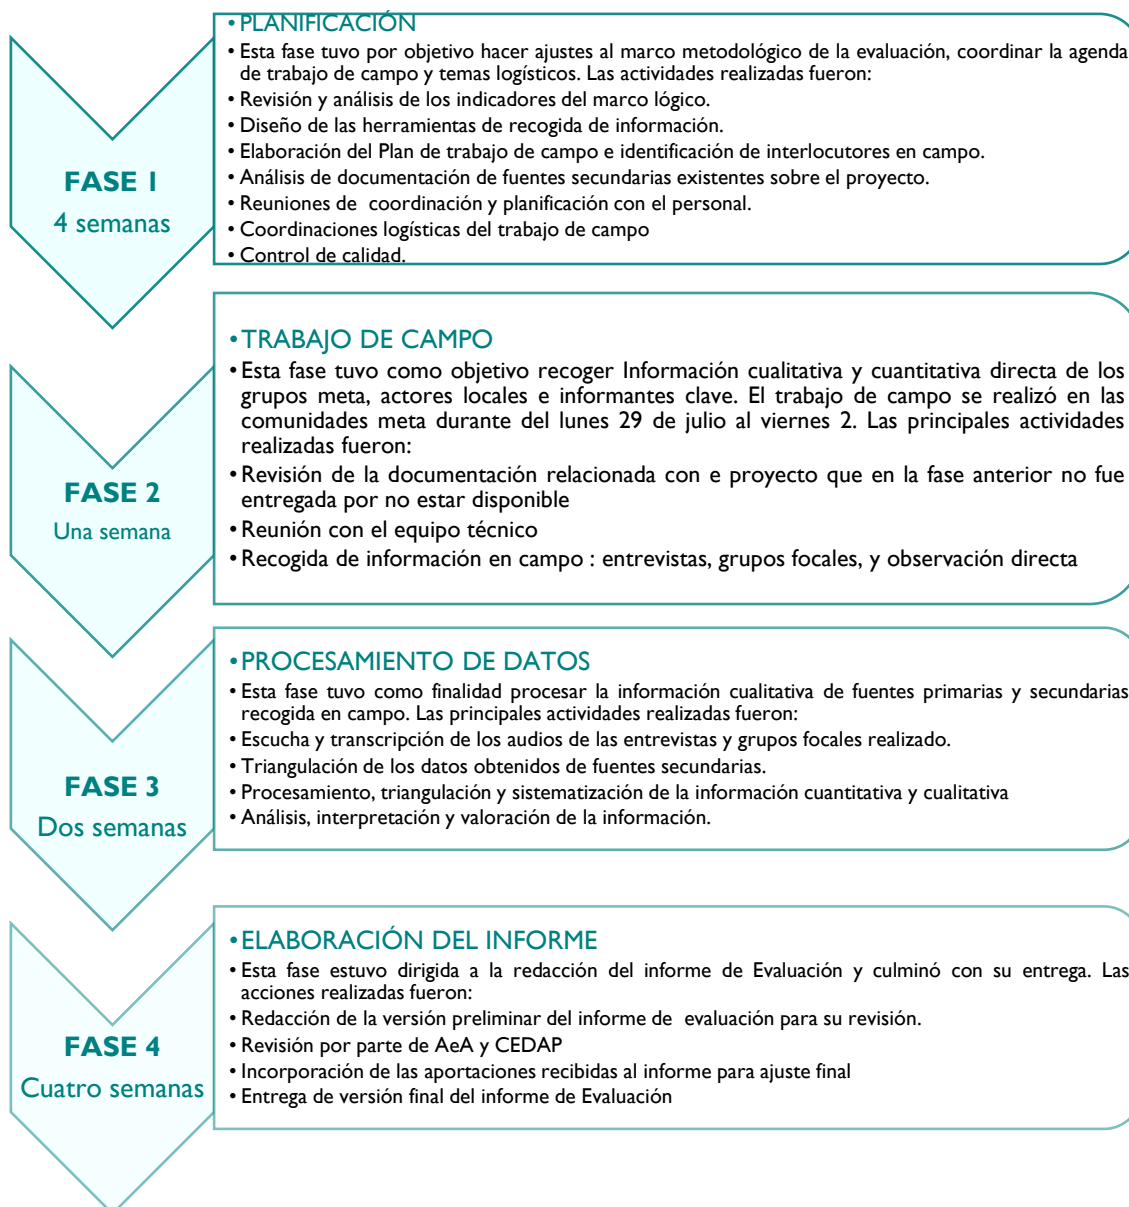 FASE 1
4 semanas
• PLANIFICACIÓN
• Esta fase tuvo por objetivo hacer ajustes al marco metodológico de la evaluación, coordinar la agenda
de trabajo de campo y temas logísticos. Las actividades realizadas fueron:
• Revisión y análisis de los indicadores del marco lógico.
• Diseño de las herramientas de recogida de información.
• Elaboración del Plan de trabajo de campo e identificación de interlocutores en campo.
• Análisis de documentación de fuentes secundarias existentes sobre el proyecto.
• Reuniones de coordinación y planificación con el personal.
• Coordinaciones logísticas del trabajo de campo
• Control de calidad.
FASE 2
Una semana
• TRABAJO DE CAMPO
• Esta fase tuvo como objetivo recoger Información cualitativa y cuantitativa directa de los
grupos meta, actores locales e informantes clave. El trabajo de campo se realizó en las
comunidades meta durante del lunes 29 de julio al viernes 2. Las principales actividades
realizadas fueron:
• Revisión de la documentación relacionada con e proyecto que en la fase anterior no fue
entregada por no estar disponible
• Reunión con el equipo técnico
• Recogida de información en campo : entrevistas, grupos focales, y observación directa
FASE 3
Dos semanas
• PROCESAMIENTO DE DATOS
• Esta fase tuvo como finalidad procesar la información cualitativa de fuentes primarias y secundarias
recogida en campo. Las principales actividades realizadas fueron:
• Escucha y transcripción de los audios de las entrevistas y grupos focales realizado.
• Triangulación de los datos obtenidos de fuentes secundarias.
• Procesamiento, triangulación y sistematización de la información cuantitativa y cualitativa
• Análisis, interpretación y valoración de la información.
FASE 4
Cuatro semanas
• ELABORACIÓN DEL INFORME
• Esta fase estuvo dirigida a la redacción del informe de Evaluación y culminó con su entrega. Las
acciones realizadas fueron:
• Redacción de la versión preliminar del informe de evaluación para su revisión.
• Revisión por parte de AeA y CEDAP
• Incorporación de las aportaciones recibidas al informe para ajuste final
• Entrega de versión final del informe de Evaluación